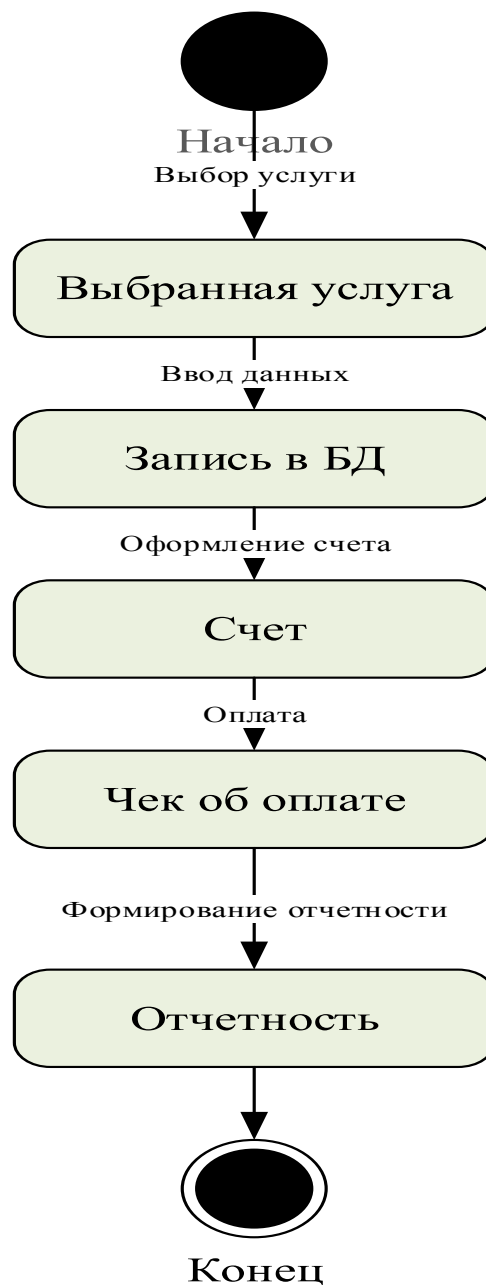 Начало
Выбор услуги
Выбранная услуга
Ввод данных
Запись в БД
Оформление счета
Счет
Оплата
Чек об оплате
Формирование отчетности
Отчетность
Конец